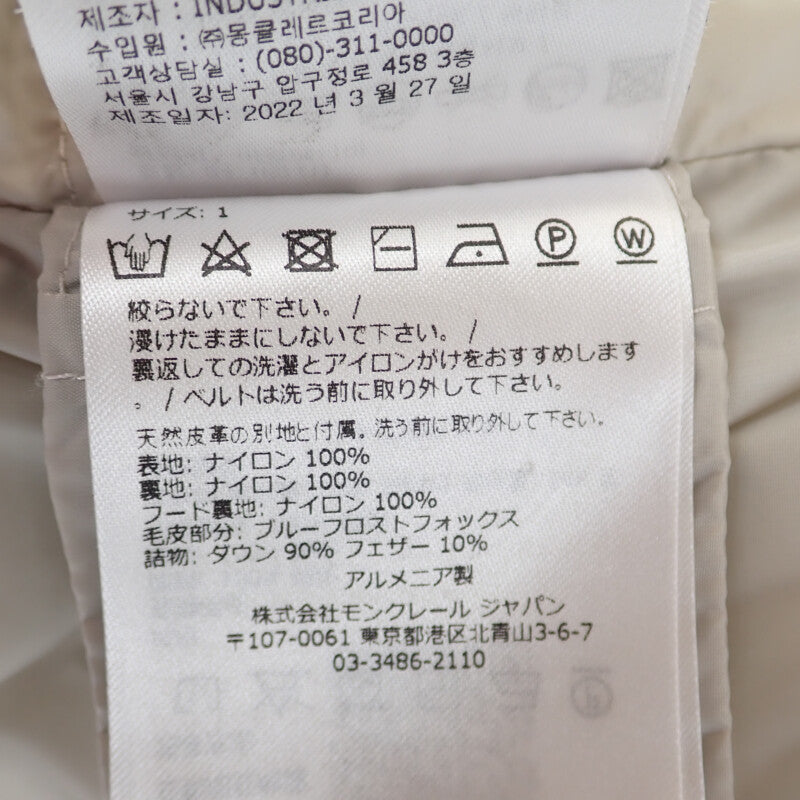 제조자 : INDUSTRI
수입원 : ㈜몽클레르코리아
고객상담실 : (080)-311-0000
서울시 강남구 압구정로 458 3층
제조일자: 2022 년 3 월 27 일
サイズ: 1
P W
絞らないで下さい。 /
漫けたままにしないで下さい。 /
裏返しての洗濯とアイロンがけをおすすめします
。 / ベルトは洗う前に取り外して下さい。
天然皮革の別地と付属。洗う前に取り外して下さい。
表地: ナイロン 100%
裏地: ナイロン 100%
フード裏地: ナイロン 100%
毛皮部分: ブルーフロストフォックス
詰物: ダウン 90% フェザー 10%
アルメニア製
株式会社モンクレール ジャパン
〒107-0061 東京都港区北青山3-6-7
03-3486-2110